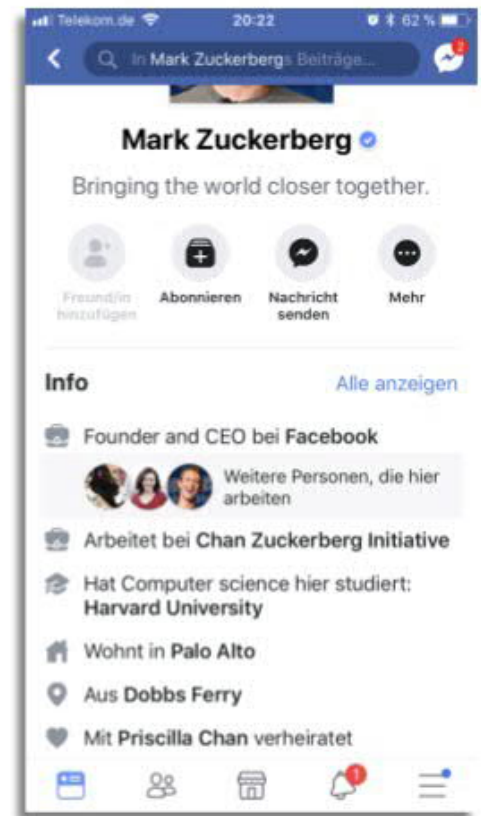 Telekom.de 20:22 62 %
In Mark Zuckerbergs Beiträge... 2
Mark Zuckerberg
Bringing the world closer together.
Freund/in
hinzufügen
Abonnieren
Nachricht
senden
Mehr
Info Alle anzeigen
Founder and CEO bei Facebook
Weitere Personen, die hier
arbeiten
Arbeitet bei Chan Zuckerberg Initiative
Hat Computer science hier studiert:
Harvard University
Wohnt in Palo Alto
Aus Dobbs Ferry
Mit Priscilla Chan verheiratet
1